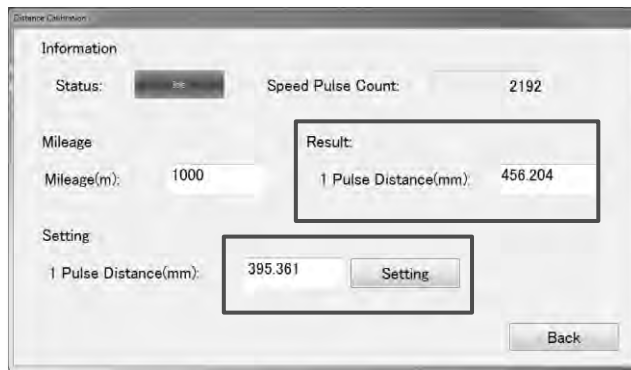 Distance Calibration
Information
Status:
Speed Pulse Count: 2192
Mileage
Result:
Mileage(m): 1000
1 Pulse Distance(mm): 456.204
Setting
1 Pulse Distance(mm): 395.361 Setting
Back